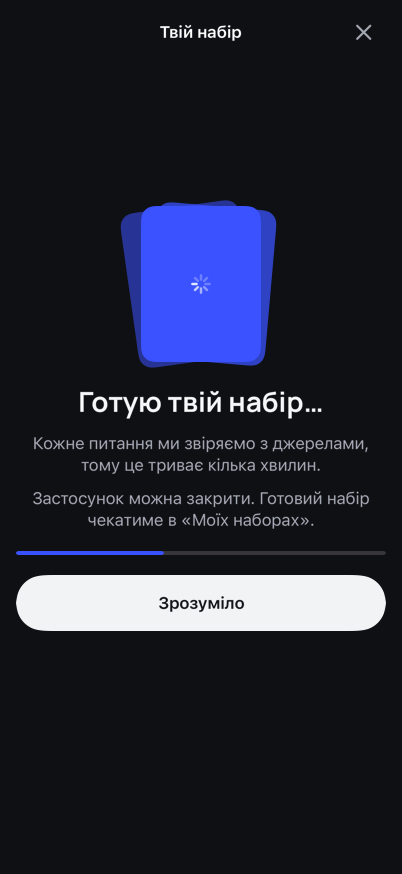 Твій набір
Готую твій набір…
Кожне питання ми звіряємо з джерелами,
тому це триває кілька хвилин.
Застосунок можна закрити. Готовий набір
чекатиме в «Моїх наборах».
Зрозуміло